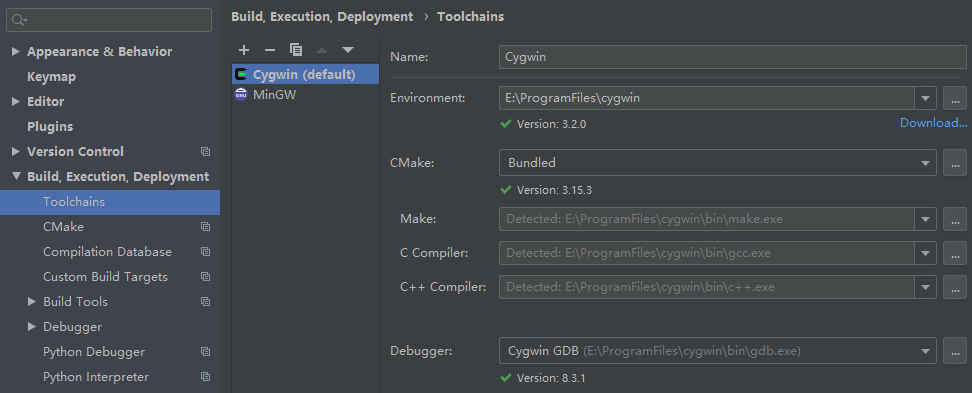 Build, Execution, Deployment › Toolchains
Appearance & Behavior
Keymap
Editor
Plugins
Version Control
Build, Execution, Deployment
Toolchains
CMake
Compilation Database
Custom Build Targets
Build Tools
Debugger
Python Debugger
Python Interpreter
Cygwin (default)
MinGW
Name: Cygwin
Environment: E:\ProgramFiles\cygwin ...
Version: 3.2.0 Download...
CMake: Bundled ...
Version: 3.15.3
Make: Detected: E:\ProgramFiles\cygwin\bin\make.exe ...
C Compiler: Detected: E:\ProgramFiles\cygwin\bin\gcc.exe ...
C++ Compiler: Detected: E:\ProgramFiles\cygwin\bin\c++.exe ...
Debugger: Cygwin GDB (E:\ProgramFiles\cygwin\bin\gdb.exe) ...
Version: 8.3.1